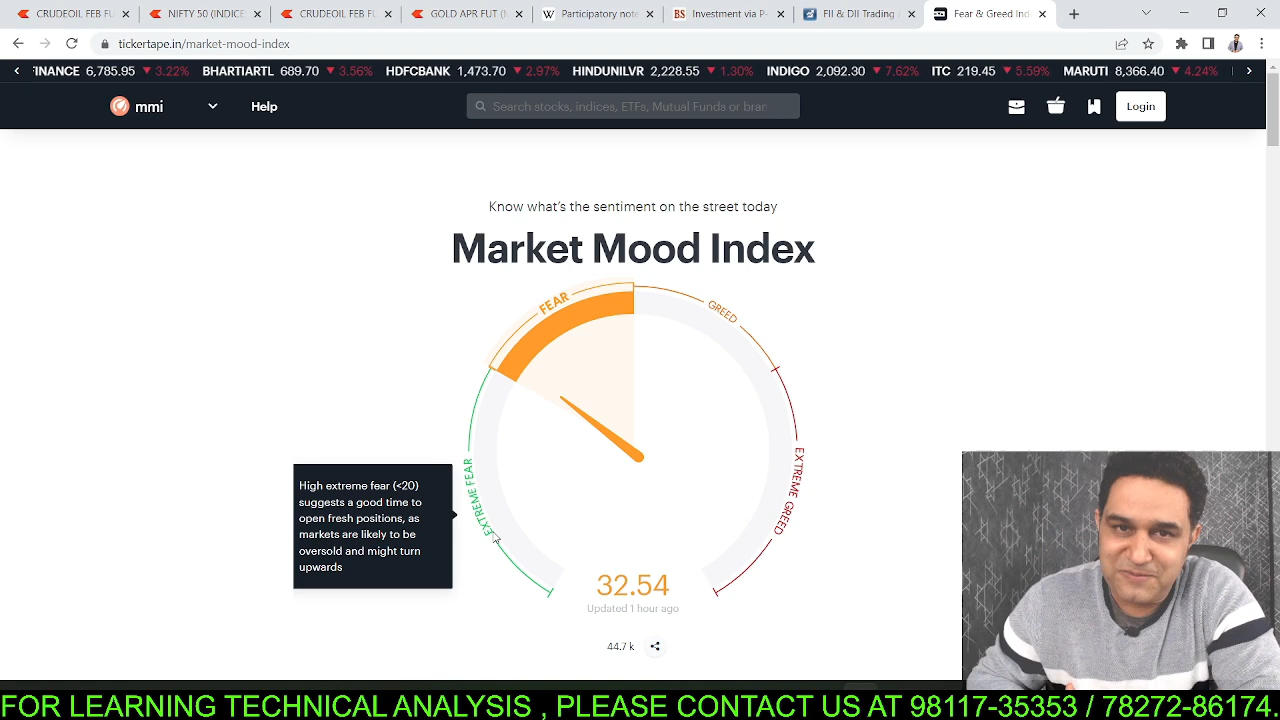 CRUDEOIL FEB FU
NIFTY 50 (INDICE
CRUDEOIL FEB FU
GOLD APR FUT (M
Participatory note
Investment via P-
FII & DII Trading A
Fear & Greed Ind
tickertape.in/market-mood-index
FINANCE 6,785.95 ▼ 3.22% BHARTIARTL 689.70 ▼ 3.56% HDFCBANK 1,473.70 ▼ 2.97% HINDUNILVR 2,228.55 ▼ 1.30% INDIGO 2,092.30 ▼ 7.62% ITC 219.45 ▼ 5.59% MARUTI 8,366.40 ▼ 4.24%
mmi
Help
Search stocks, indices, ETFs, Mutual Funds or bran
Login
Know what's the sentiment on the street today
Market Mood Index
FEAR
GREED
EXTREME FEAR
EXTREME GREED
High extreme fear (<20)
suggests a good time to
open fresh positions, as
markets are likely to be
oversold and might turn
upwards
32.54
Updated 1 hour ago
44.7 k
FOR LEARNING TECHNICAL ANALYSIS , PLEASE CONTACT US AT 98117-35353 / 78272-86174.